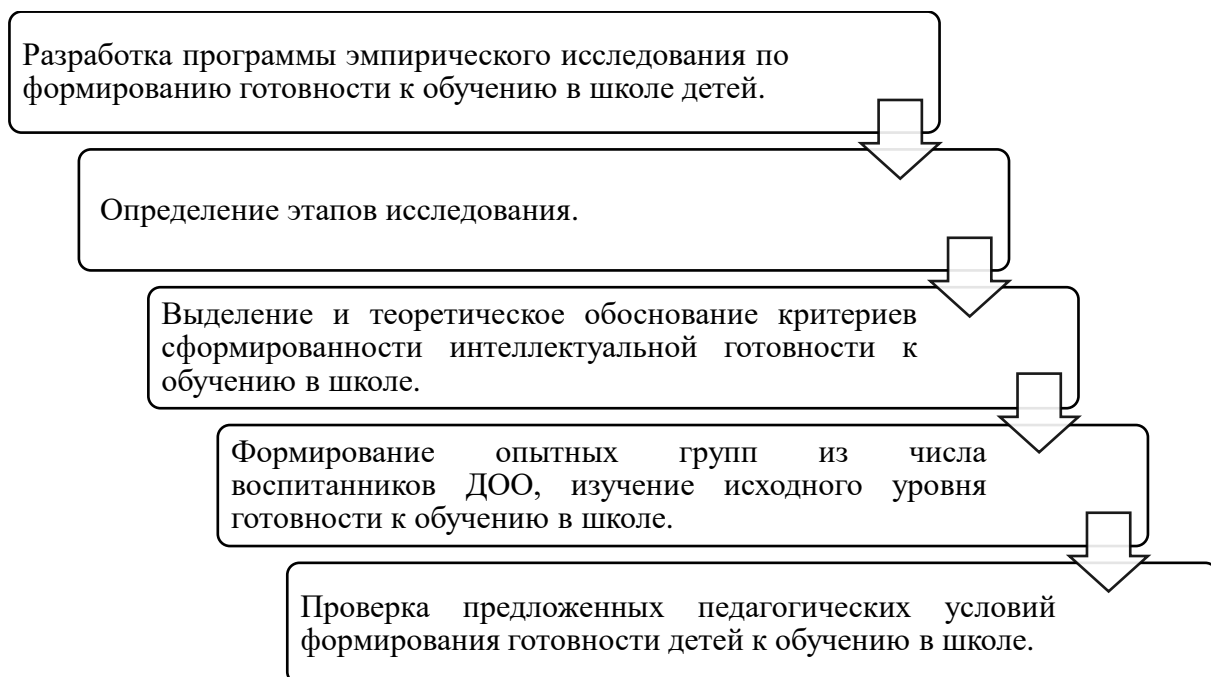 Разработка программы эмпирического исследования по
формированию готовности к обучению в школе детей.
Определение этапов исследования.
Выделение и теоретическое обоснование критериев
сформированности интеллектуальной готовности к
обучению в школе.
Формирование опытных групп из числа
воспитанников ДОО, изучение исходного уровня
готовности к обучению в школе.
Проверка предложенных педагогических условий
формирования готовности детей к обучению в школе.